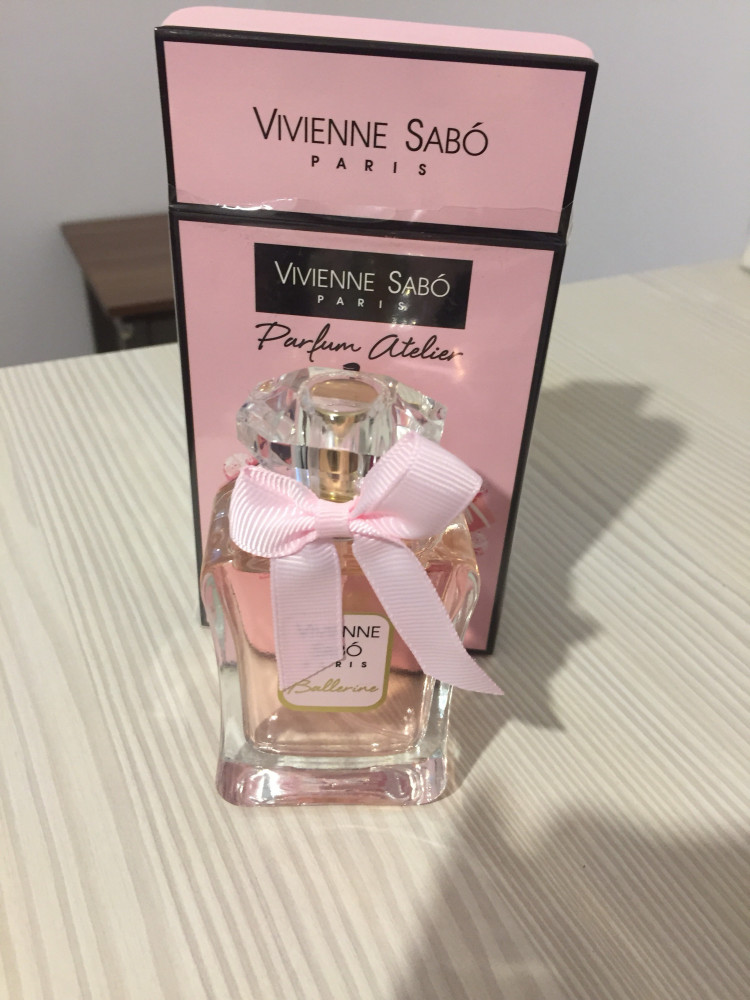 VIVIENNE SABÓ
PARIS
VIVIENNE SABÓ
PARIS
Parfum Atelier
VIVIENNE
SABÓ
PARIS
Ballerine